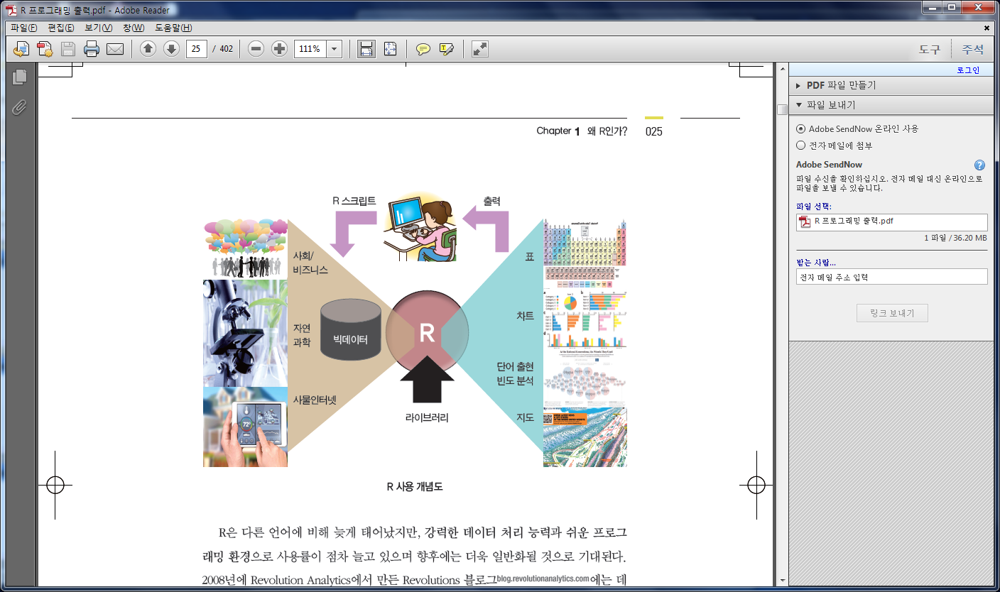 R 프로그래밍 출력.pdf - Adobe Reader
파일(F) 편집(E) 보기(V) 창(W) 도움말(H)
25 / 402 111% 도구 주석
로그인
PDF 파일 만들기
파일 보내기
Adobe SendNow 온라인 사용
전자 메일에 첨부
Adobe SendNow
파일 수신을 확인하십시오. 전자 메일 대신 온라인으로
파일을 보낼 수 있습니다.
파일 선택:
R 프로그래밍 출력.pdf
1 파일 / 36.20 MB
받는 사람...
전자 메일 주소 입력
링크 보내기
Chapter 1 왜 R인가? 025
R 스크립트
출력
사회/
비즈니스
자연
과학
사물인터넷
빅데이터
R
라이브러리
표
차트
단어 출현
빈도 분석
지도
72°
R 사용 개념도
R은 다른 언어에 비해 늦게 태어났지만, 강력한 데이터 처리 능력과 쉬운 프로그
래밍 환경으로 사용률이 점차 늘고 있으며 향후에는 더욱 일반화될 것으로 기대된다.
2008년에 Revolution Analytics에서 만든 Revolutions 블로그blog.revolutionanalytics.com에는 데